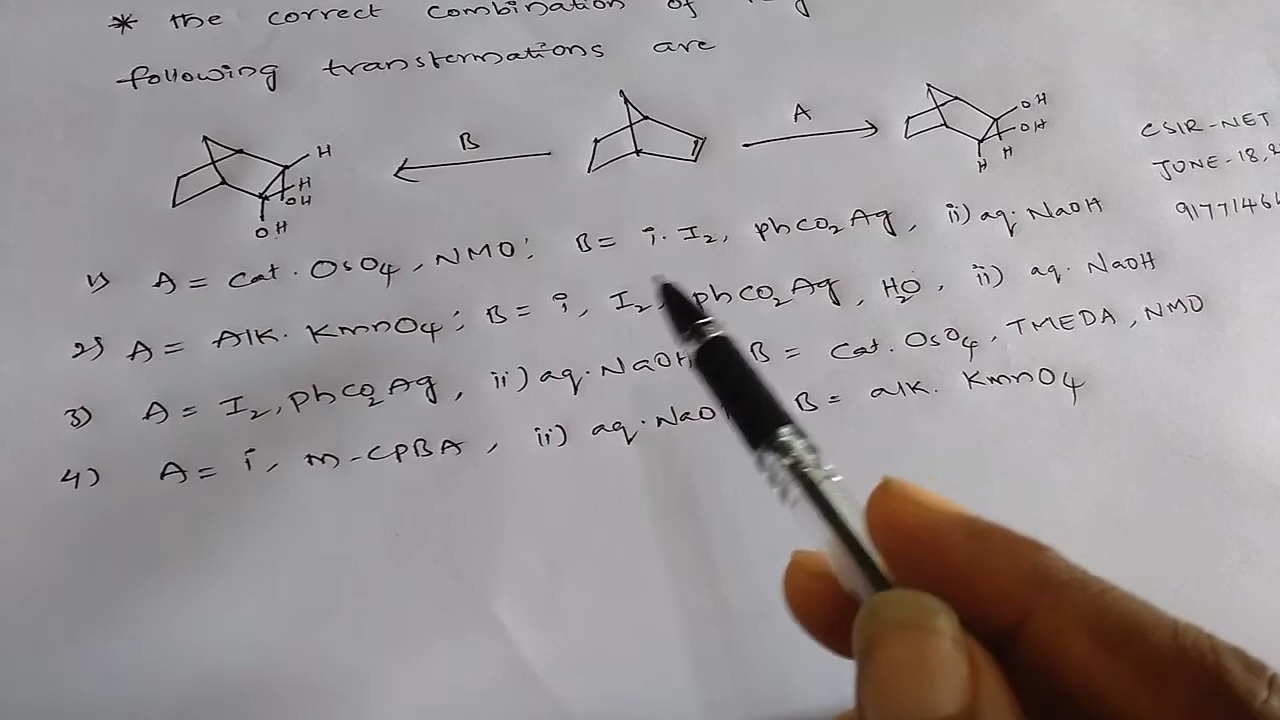 * the correct combination of
following transformations are
B A
H H OH OH
OH OH H H
CSIR-NET
JUNE-18,
9177146
1) A = Cat. OsO4, NMO; B = i. I2, phCO2Ag, ii) aq. NaOH
2) A = Alk. KmnO4; B = i, I2, phCO2Ag, H2O, ii) aq. NaOH
3) A = I2, PhCO2Ag, ii) aq. NaOH B = Cat. OsO4, TMEDA, NMO
4) A = i, m-CPBA, ii) aq. NaO B = alk. KmnO4